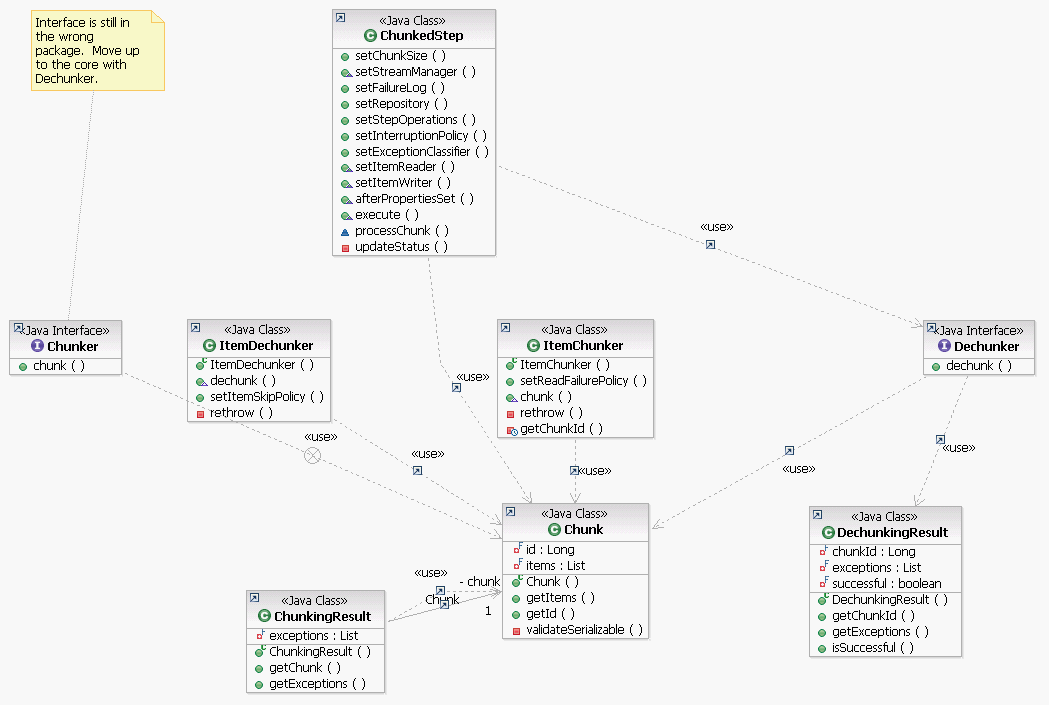 Interface is still in
the wrong
package. Move up
to the core with
Dechunker.
«Java Class»
ChunkedStep
setChunkSize ( )
setStreamManager ( )
setFailureLog ( )
setRepository ( )
setStepOperations ( )
setInterruptionPolicy ( )
setExceptionClassifier ( )
setItemReader ( )
setItemWriter ( )
afterPropertiesSet ( )
execute ( )
processChunk ( )
updateStatus ( )
«use»
«Java Interface»
Chunker
chunk ( )
«Java Class»
ItemDechunker
ItemDechunker ( )
dechunk ( )
setItemSkipPolicy ( )
rethrow ( )
«use»
«Java Class»
ItemChunker
ItemChunker ( )
setReadFailurePolicy ( )
chunk ( )
rethrow ( )
getChunkId ( )
«Java Interface»
Dechunker
dechunk ( )
«use»
«use»
«use»
«use»
«use»
«Java Class»
Chunk
id : Long
items : List
Chunk ( )
getItems ( )
getId ( )
validateSerializable ( )
«Java Class»
DechunkingResult
chunkId : Long
exceptions : List
successful : boolean
DechunkingResult ( )
getChunkId ( )
getExceptions ( )
isSuccessful ( )
«use»
- chunk
Chunk
1
«Java Class»
ChunkingResult
exceptions : List
ChunkingResult ( )
getChunk ( )
getExceptions ( )